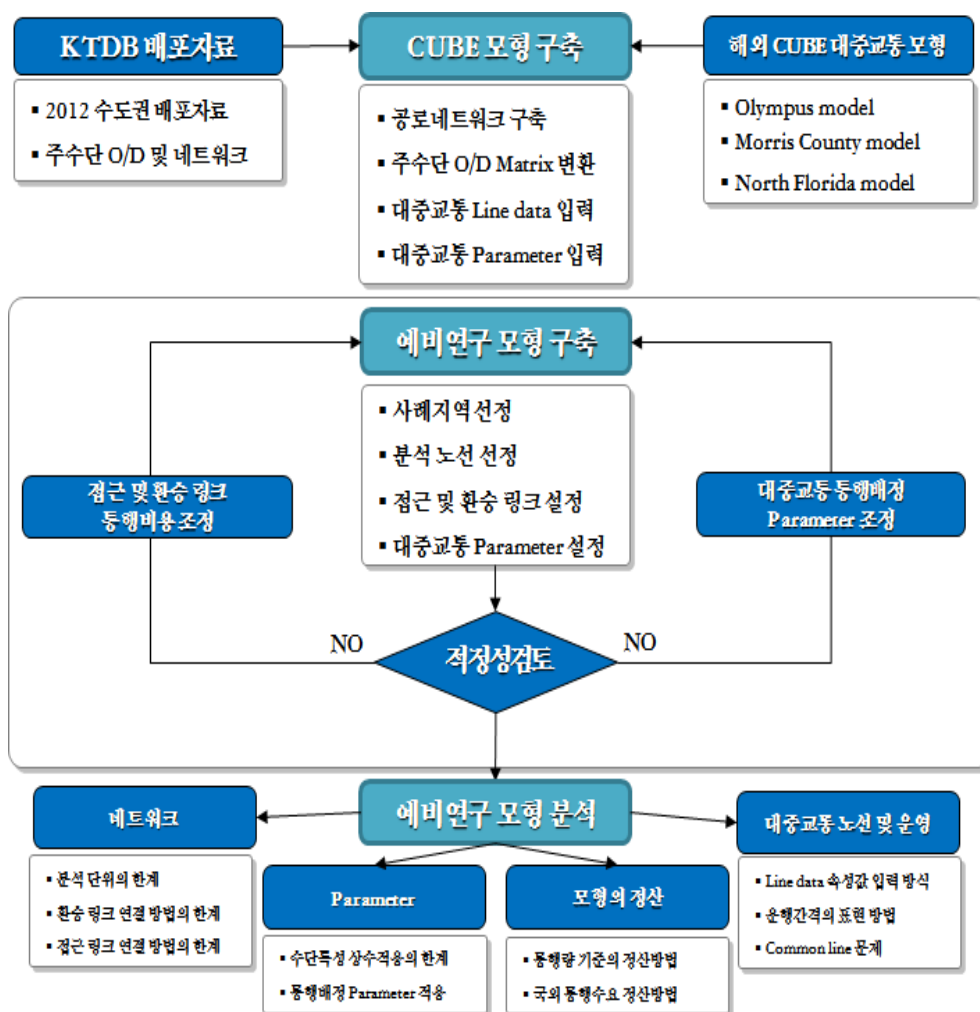 KTDB 배포자료
▪ 2012 수도권 배포자료
▪ 주수단 O/D 및 네트워크
CUBE 모형 구축
▪ 공로네트워크 구축
▪ 주수단 O/D Matrix 변환
▪ 대중교통 Line data 입력
▪ 대중교통 Parameter 입력
해외 CUBE 대중교통 모형
▪ Olympus model
▪ Morris County model
▪ North Florida model
예비연구 모형 구축
▪ 사례지역 선정
▪ 분석 노선 선정
▪ 접근 및 환승 링크 설정
▪ 대중교통 Parameter 설정
접근 및 환승 링크
통행비용 조정
대중교통 통행배정
Parameter 조정
NO
적정성검토
NO
예비연구 모형 분석
네트워크
▪ 분석 단위의 한계
▪ 환승 링크 연결 방법의 한계
▪ 접근 링크 연결 방법의 한계
Parameter
▪ 수단특성 상수적용의 한계
▪ 통행배정 Parameter 적용
모형의 정산
▪ 통행량 기준의 정산방법
▪ 국외 통행수요 정산방법
대중교통 노선 및 운영
▪ Line data 속성값 입력 방식
▪ 운행간격의 표현 방법
▪ Common line 문제